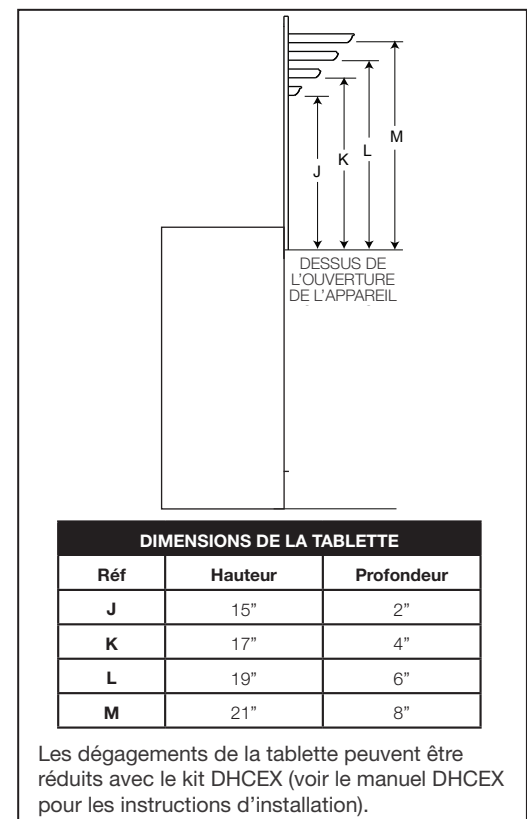 M
L
K
J
DESSUS DE
L'OUVERTURE
DE L'APPAREIL
DIMENSIONS DE LA TABLETTE
Réf Hauteur Profondeur
J 15” 2”
K 17” 4”
L 19” 6”
M 21” 8”
Les dégagements de la tablette peuvent être
réduits avec le kit DHCEX (voir le manuel DHCEX
pour les instructions d'installation).